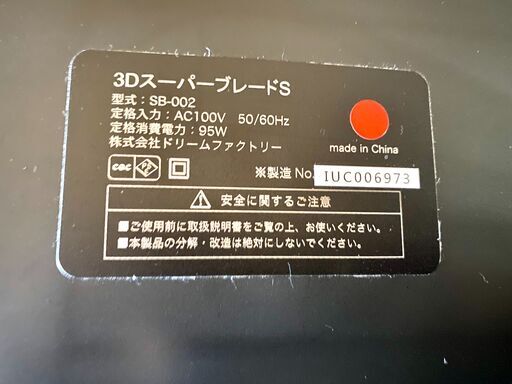 3DスーパーブレードS
型式：SB-002
定格入力：AC100V 50/60Hz
定格消費電力：95W
株式会社ドリームファクトリー
made in China
※製造 No. IUC006973
安全に関するご注意
■ご使用前に取扱説明書をご覧の上、お使いください。
■本製品の分解・改造は絶対にしないでください。